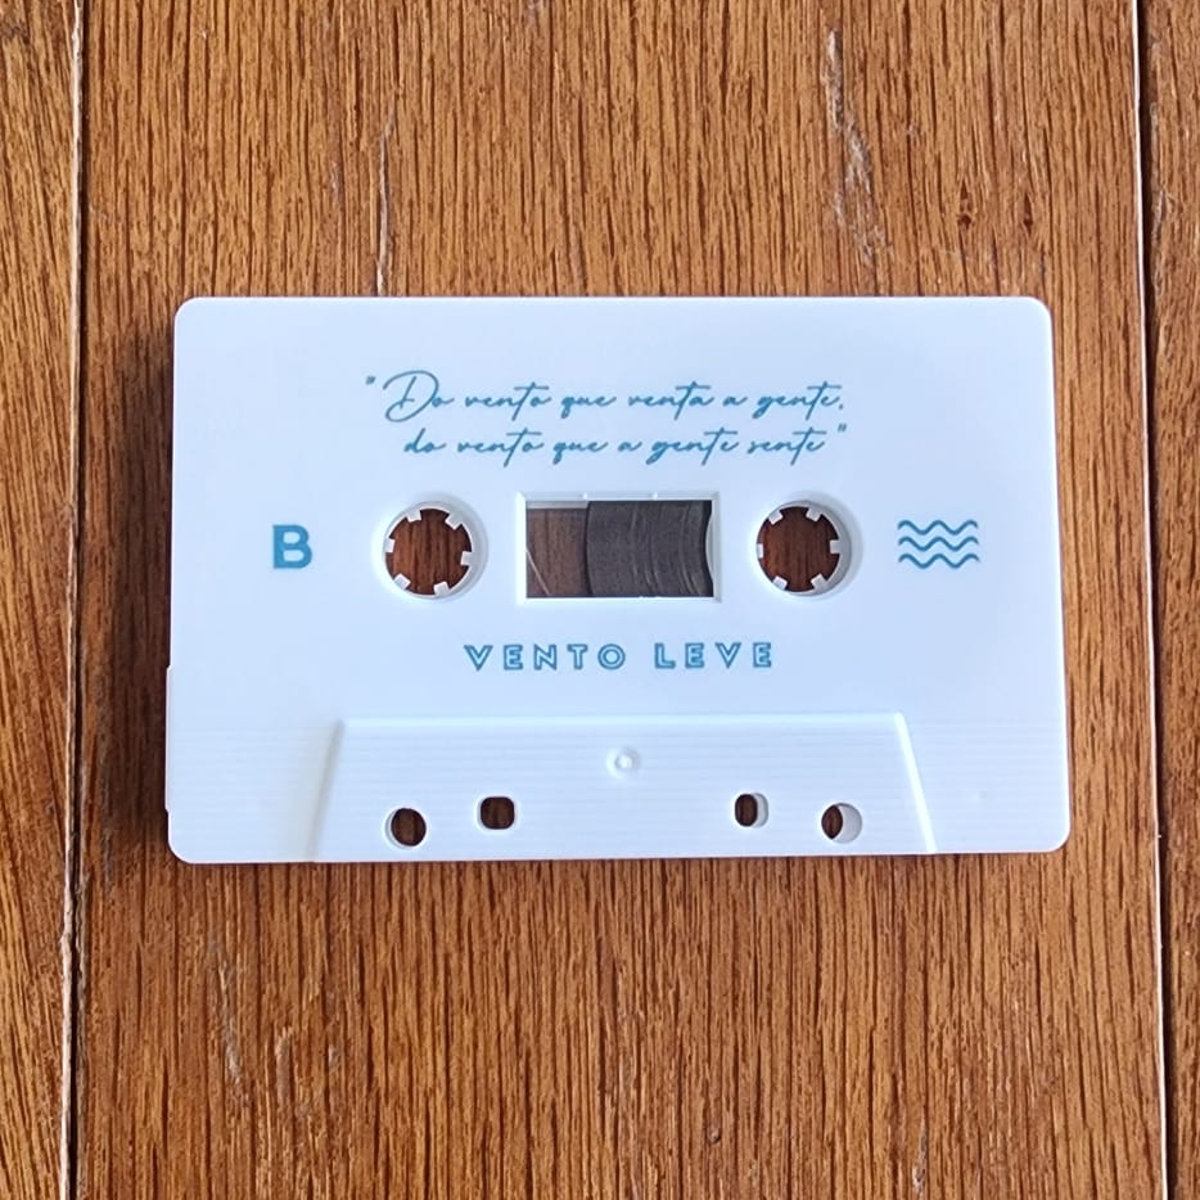 "Do vento que venta a gente,
do vento que a gente sente"
B
VENTO LEVE